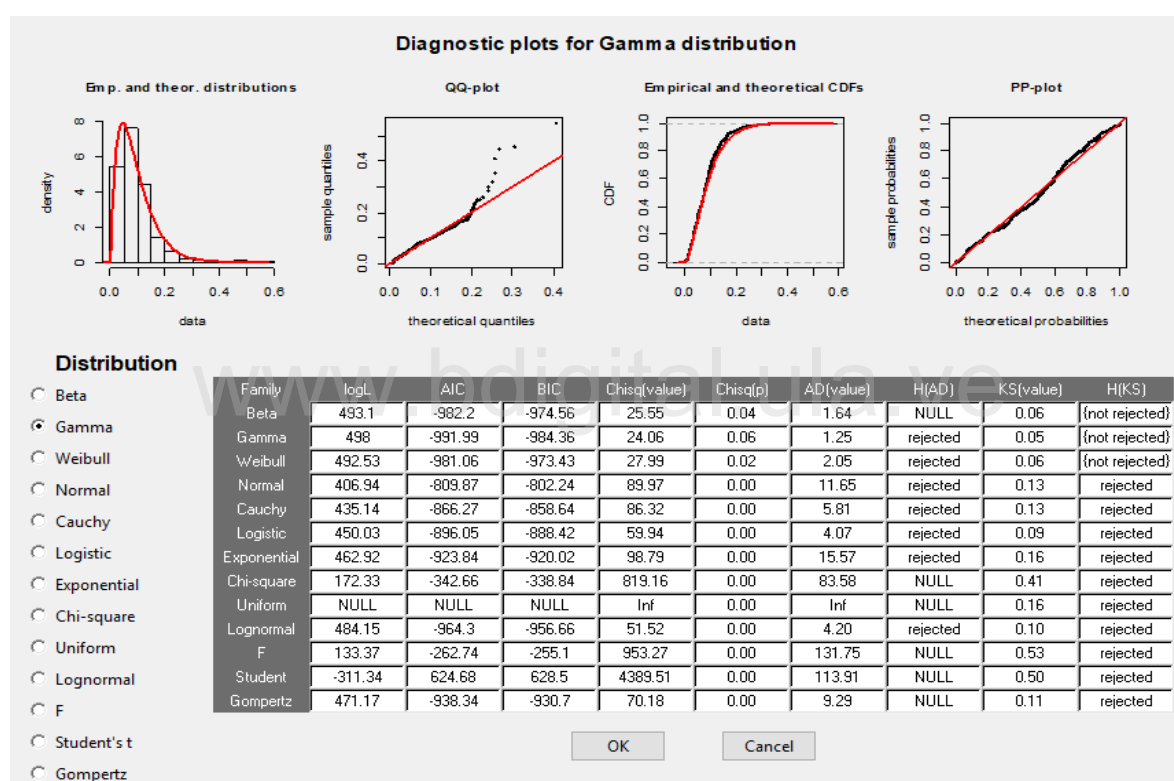 Diagnostic plots for Gamma distribution
Emp. and theor. distributions QQ-plot Empirical and theoretical CDFs PP-plot
density
0 2 4 6 8
0.0 0.2 0.4 0.6
data
sample quantiles
0.0 0.2 0.4
0.0 0.1 0.2 0.3 0.4
theoretical quantiles
CDF
0.0 0.2 0.4 0.6 0.8 1.0
0.0 0.2 0.4 0.6
data
sample probabilities
0.0 0.2 0.4 0.6 0.8 1.0
0.0 0.2 0.4 0.6 0.8 1.0
theoretical probabilities
www.bdigital.ula.ve
Distribution
Beta
Gamma
Weibull
Normal
Cauchy
Logistic
Exponential
Chi-square
Uniform
Lognormal
F
Student's t
Gompertz
Family logL AIC BIC Chisq(value) Chisq(p) AD(value) H(AD) KS(value) H(KS)
Beta 493.1 -982.2 -974.56 25.55 0.04 1.64 NULL 0.06 {not rejected}
Gamma 498 -991.99 -984.36 24.06 0.06 1.25 rejected 0.05 {not rejected}
Weibull 492.53 -981.06 -973.43 27.99 0.02 2.05 rejected 0.06 {not rejected}
Normal 406.94 -809.87 -802.24 89.97 0.00 11.65 rejected 0.13 rejected
Cauchy 435.14 -866.27 -858.64 86.32 0.00 5.81 rejected 0.13 rejected
Logistic 450.03 -896.05 -888.42 59.94 0.00 4.07 rejected 0.09 rejected
Exponential 462.92 -923.84 -920.02 98.79 0.00 15.57 rejected 0.16 rejected
Chi-square 172.33 -342.66 -338.84 819.16 0.00 83.58 NULL 0.41 rejected
Uniform NULL NULL NULL Inf 0.00 Inf NULL 0.16 rejected
Lognormal 484.15 -964.3 -956.66 51.52 0.00 4.20 rejected 0.10 rejected
F 133.37 -262.74 -255.1 953.27 0.00 131.75 NULL 0.53 rejected
Student -311.34 624.68 628.5 4389.51 0.00 113.91 NULL 0.50 rejected
Gompertz 471.17 -938.34 -930.7 70.18 0.00 9.29 NULL 0.11 rejected
OK Cancel